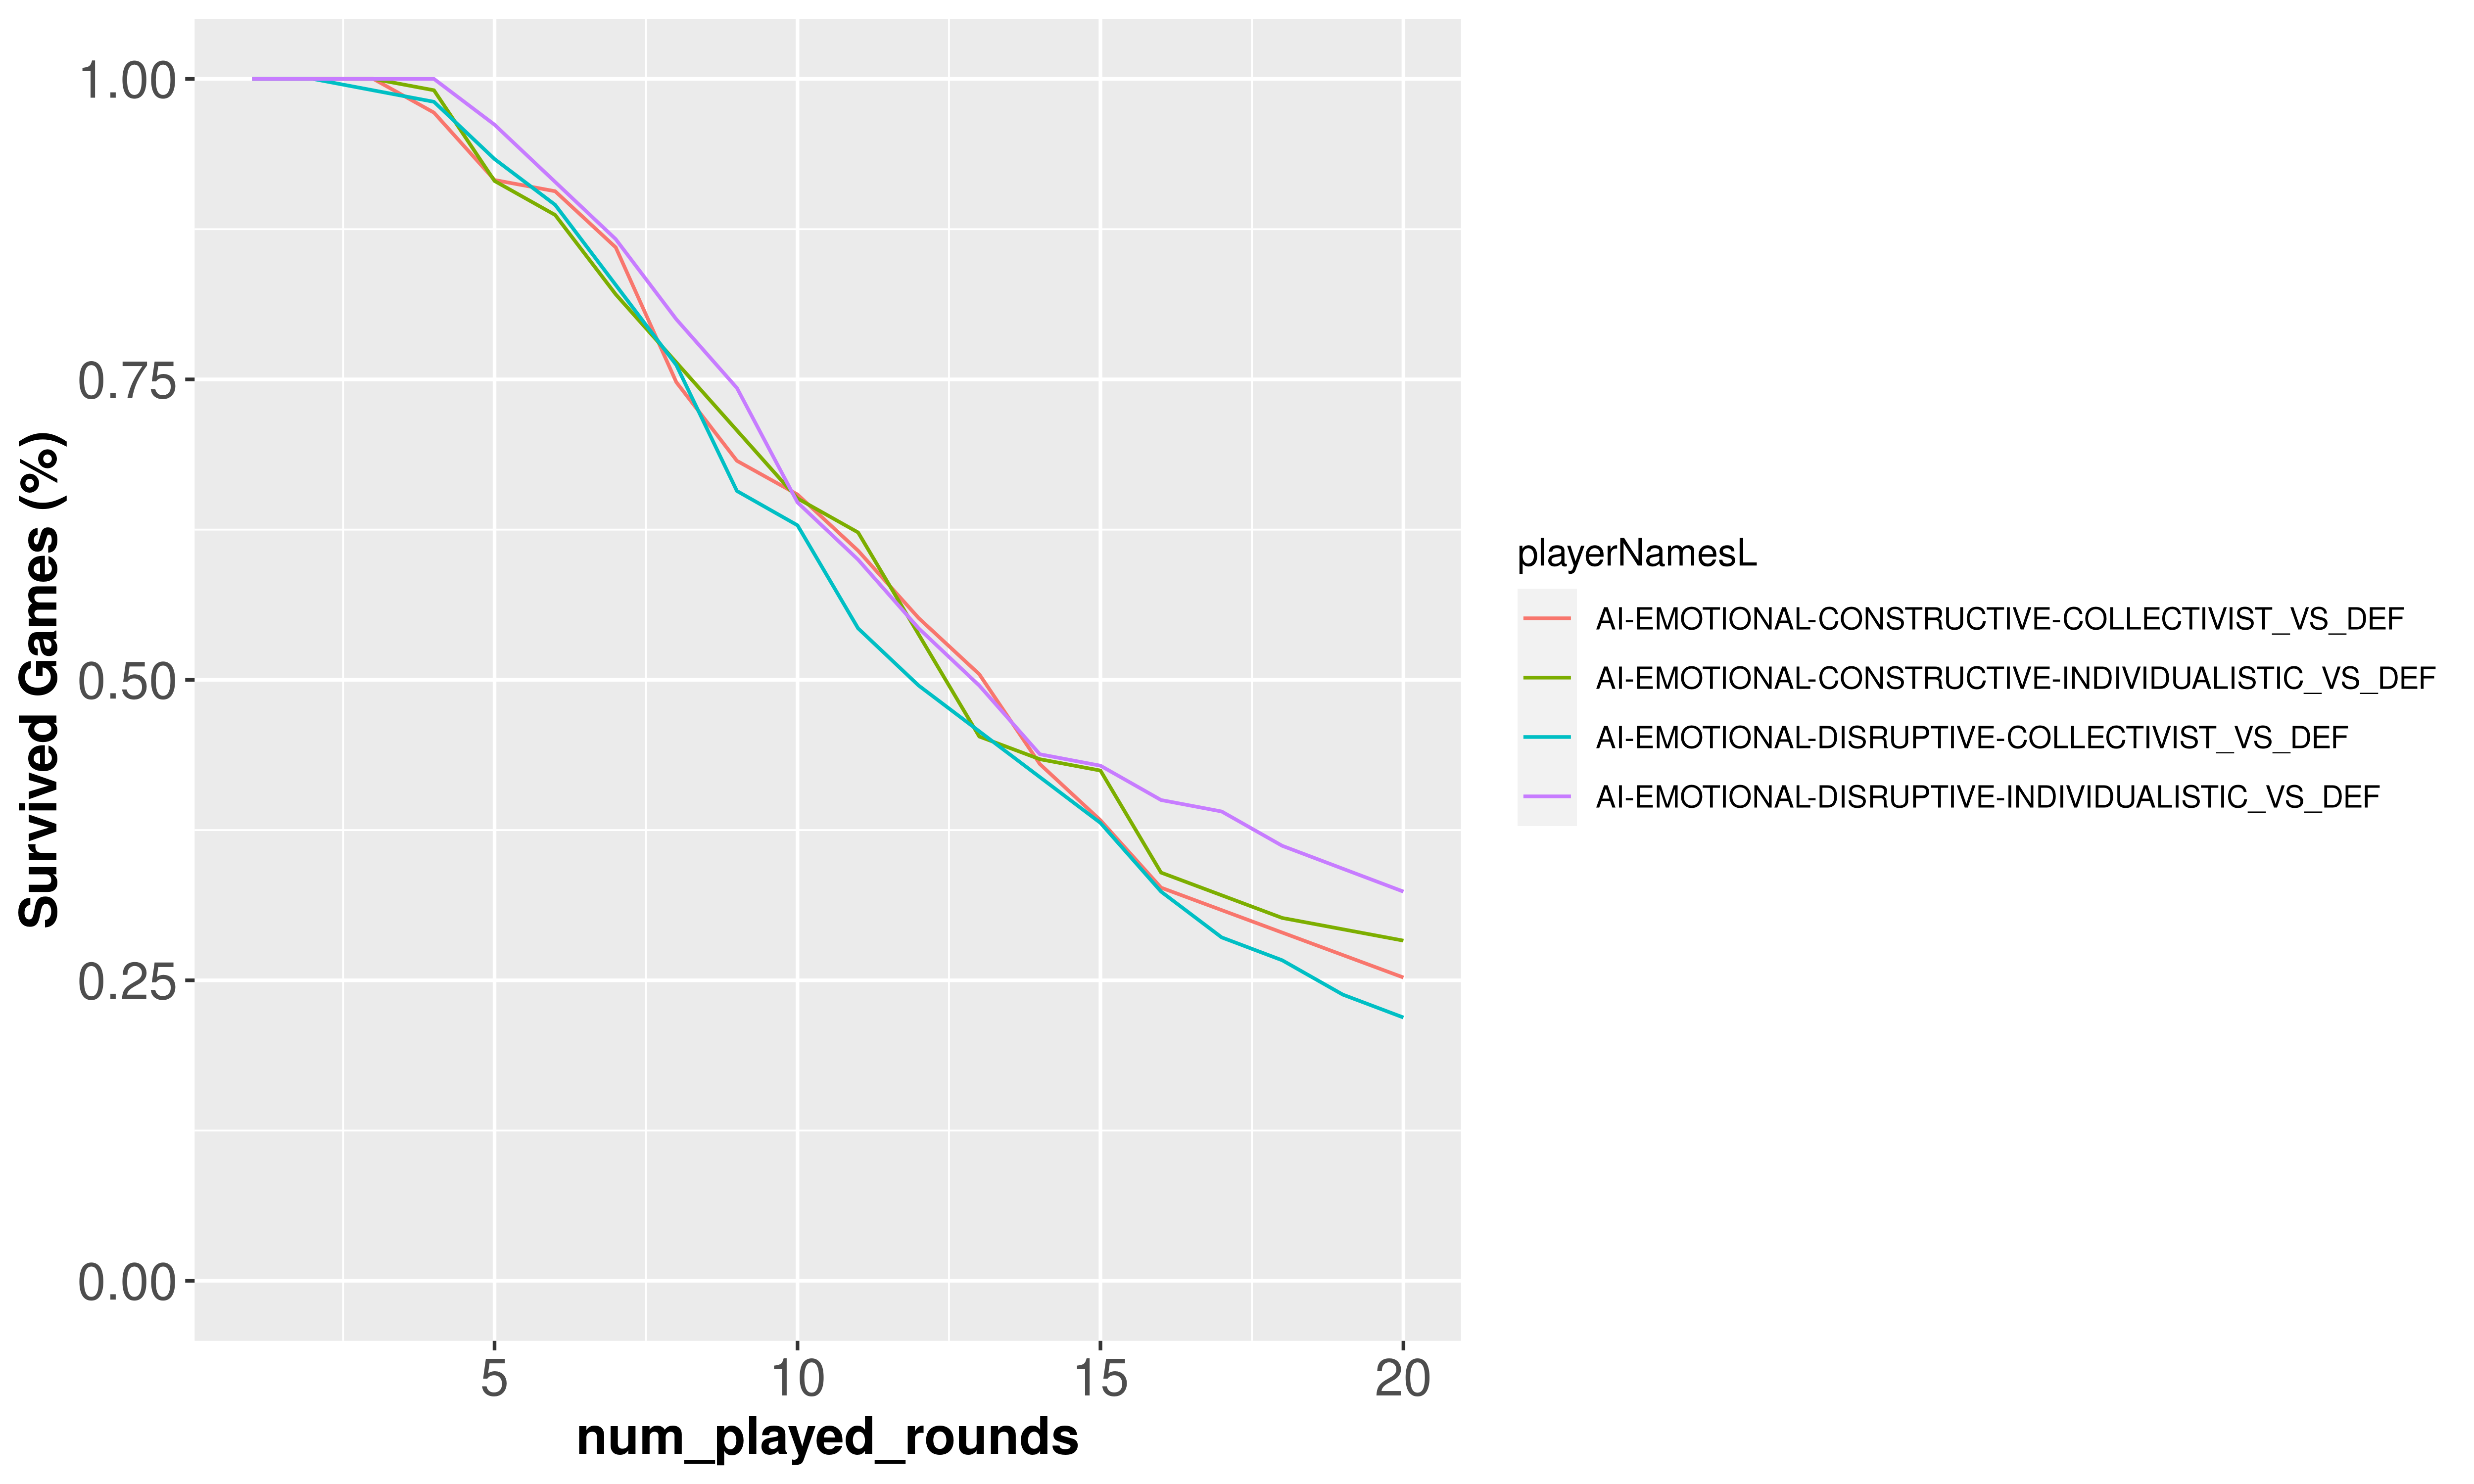 1.00
0.75
0.50
0.25
0.00
Survived Games (%)
5 10 15 20
num_played_rounds
playerNamesL
AI-EMOTIONAL-CONSTRUCTIVE-COLLECTIVIST_VS_DEF
AI-EMOTIONAL-CONSTRUCTIVE-INDIVIDUALISTIC_VS_DEF
AI-EMOTIONAL-DISRUPTIVE-COLLECTIVIST_VS_DEF
AI-EMOTIONAL-DISRUPTIVE-INDIVIDUALISTIC_VS_DEF